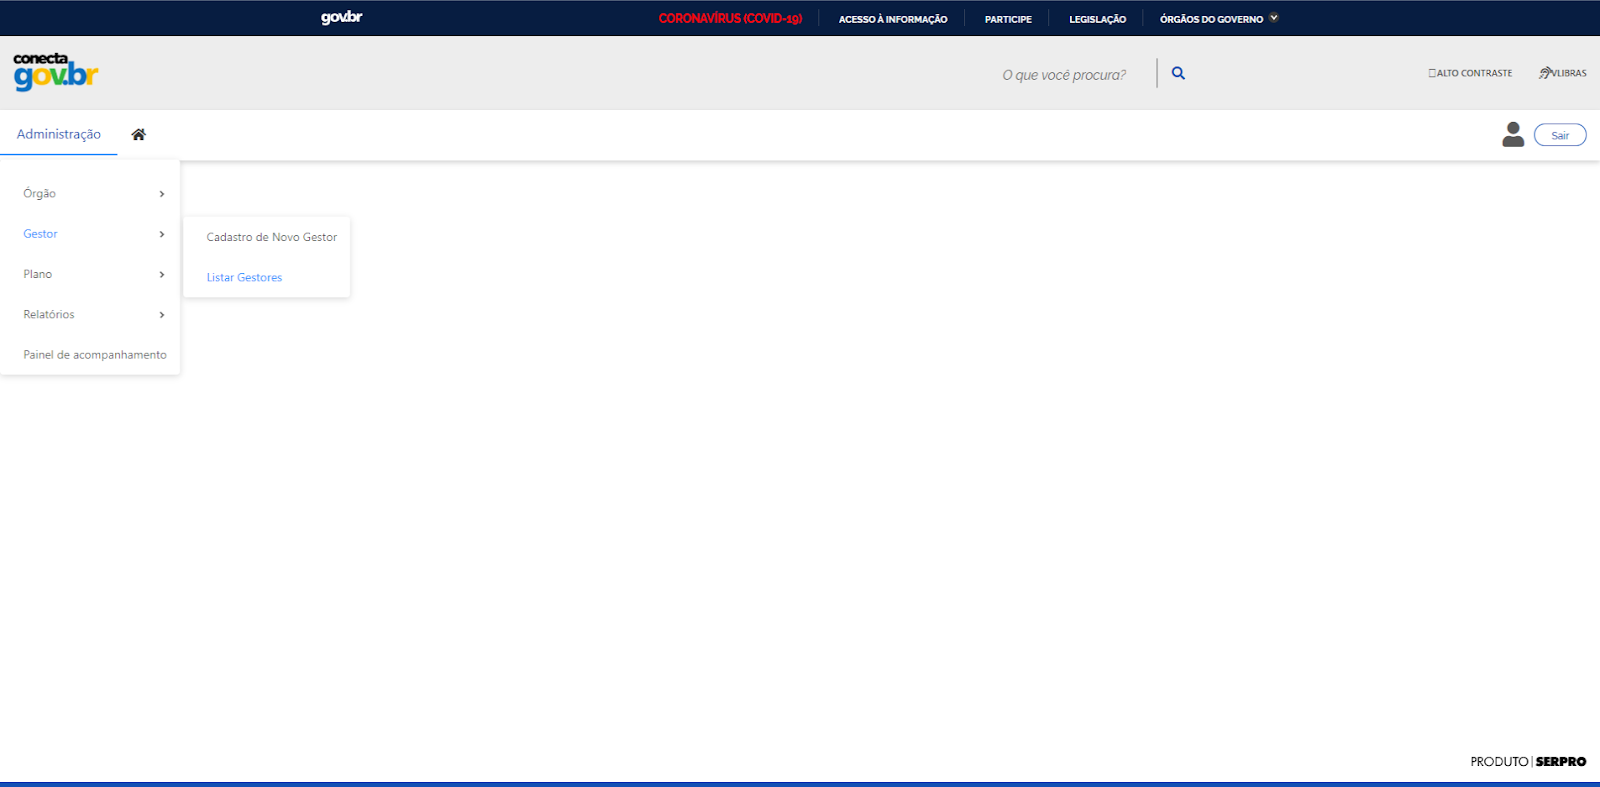 gov.br
CORONAVÍRUS (COVID-19)
ACESSO À INFORMAÇÃO
PARTICIPE
LEGISLAÇÃO
ÓRGÃOS DO GOVERNO
conecta
gov.br
O que você procura?
ALTO CONTRASTE
VLIBRAS
Administração
Sair
Órgão
Gestor
Cadastro de Novo Gestor
Listar Gestores
Plano
Relatórios
Painel de acompanhamento
PRODUTO | SERPRO